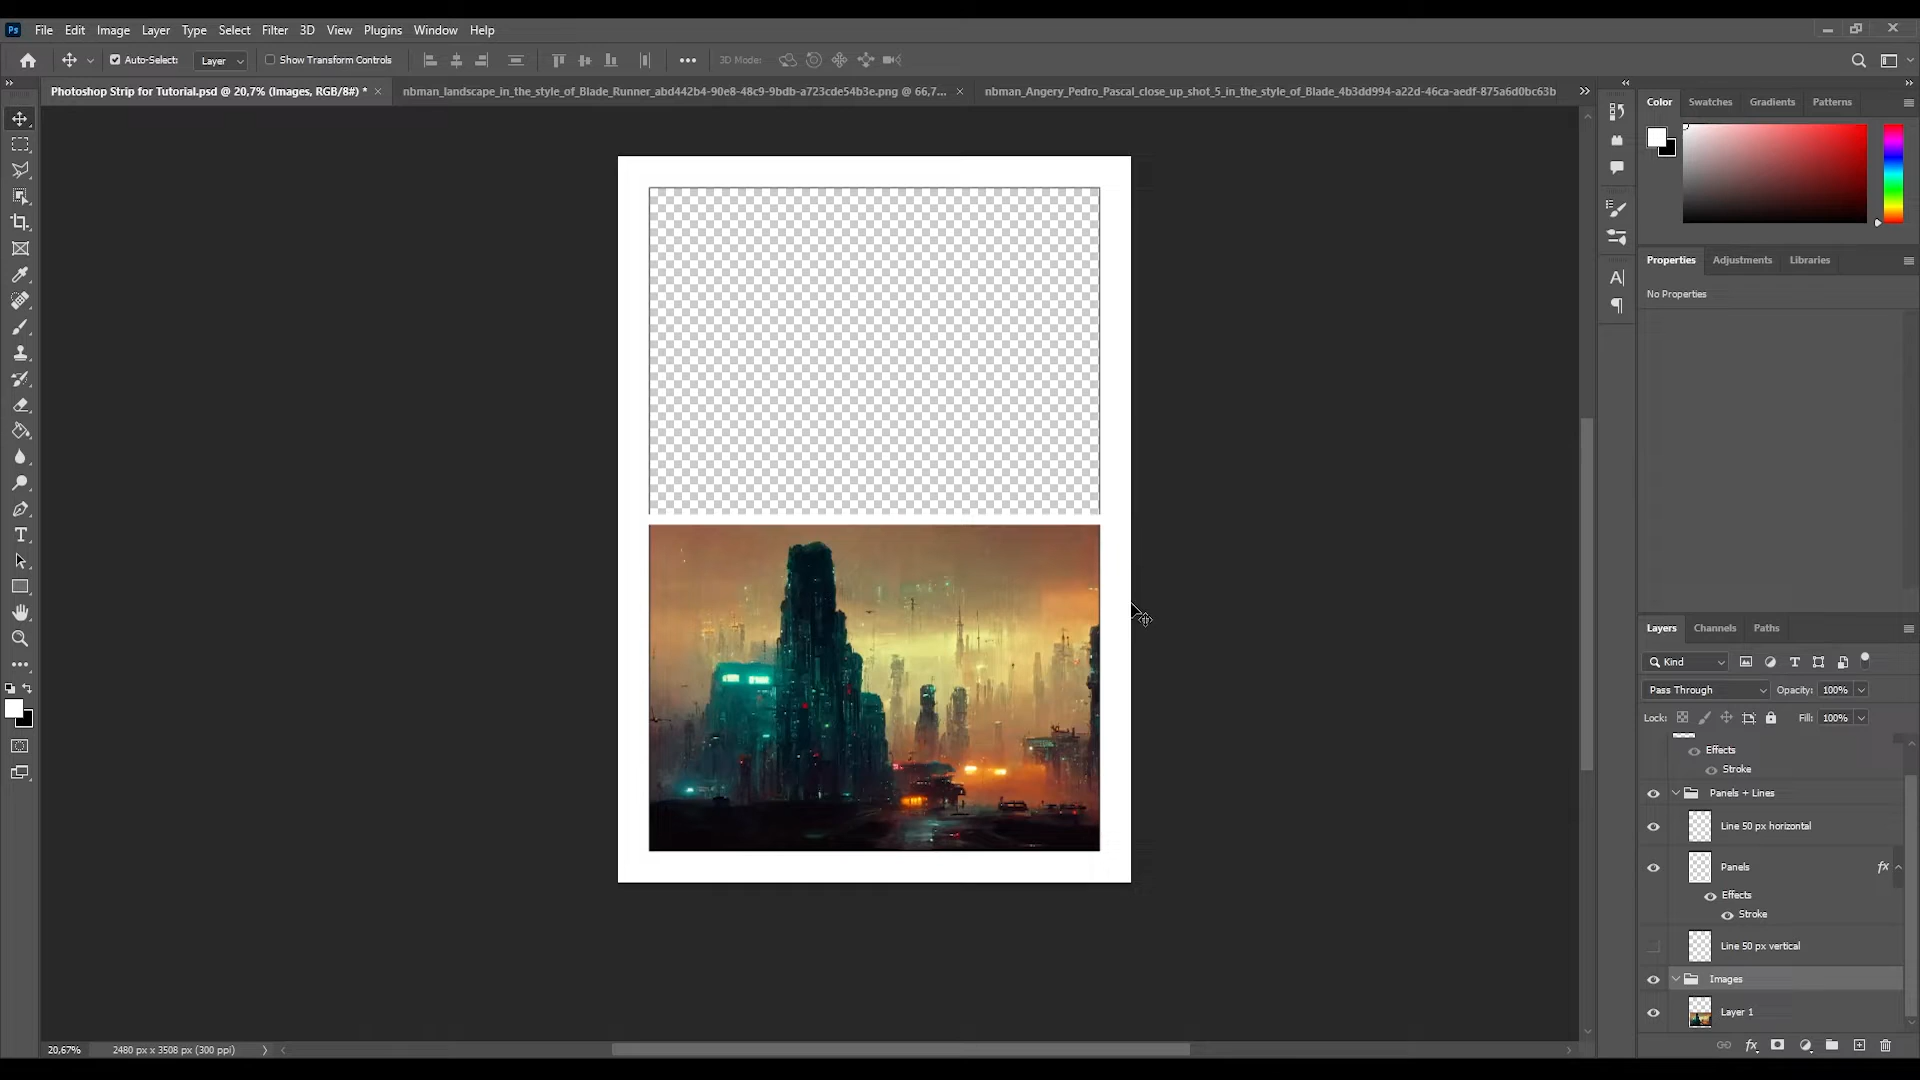 Ps File Edit Image Layer Type Select Filter 3D View Plugins Window Help
Auto-Select: Layer Show Transform Controls 3D Mode:
Photoshop Strip for Tutorial.psd @ 20,7% (Images, RGB/8#) * × nbman_landscape_in_the_style_of_Blade_Runner_abd442b4-90e8-48c9-9bdb-a723cde54b3e.png @ 66,7... × nbman_Angery_Pedro_Pascal_close_up_shot_5_in_the_style_of_Blade_4b3dd994-a22d-46ca-aedf-875a6d0bc63b
Color Swatches Gradients Patterns
Properties Adjustments Libraries
No Properties
Layers Channels Paths
Kind
Pass Through Opacity: 100%
Lock: Fill: 100%
Effects
Stroke
Panels + Lines
Line 50 px horizontal
Panels fx
Effects
Stroke
Line 50 px vertical
Images
Layer 1
20,67% 2480 px x 3508 px (300 ppi)